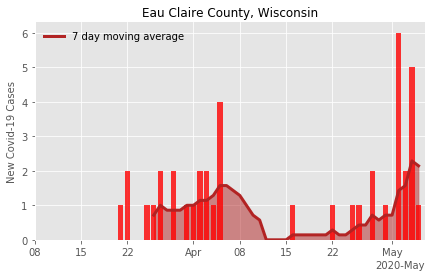 Eau Claire County, Wisconsin
7 day moving average
New Covid-19 Cases
6
5
4
3
2
1
0
08 15 22 Apr 08 15 22 May
2020-May